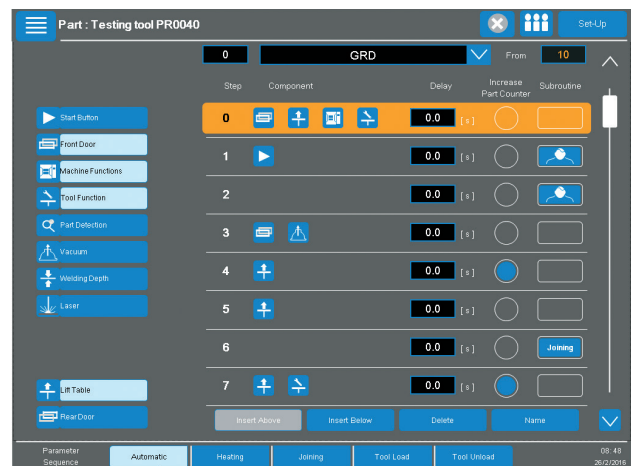 Part : Testing tool PR0040
Set-Up
0 GRD From 10
Step Component Delay Increase Part Counter Subroutine
0 0.0 [s]
Start Button
Front Door
1 0.0 [s]
Machine Functions
2 0.0 [s]
Tool Function
Part Detection
3 0.0 [s]
Vacuum
4 0.0 [s]
Welding Depth
Laser
5 0.0 [s]
6 0.0 [s] Joining
7 0.0 [s]
Lift Table
Rear Door
Insert Above Insert Below Delete Name
Parameter Sequence Automatic Heating Joining Tool Load Tool Unload 08:48
26/2/2016